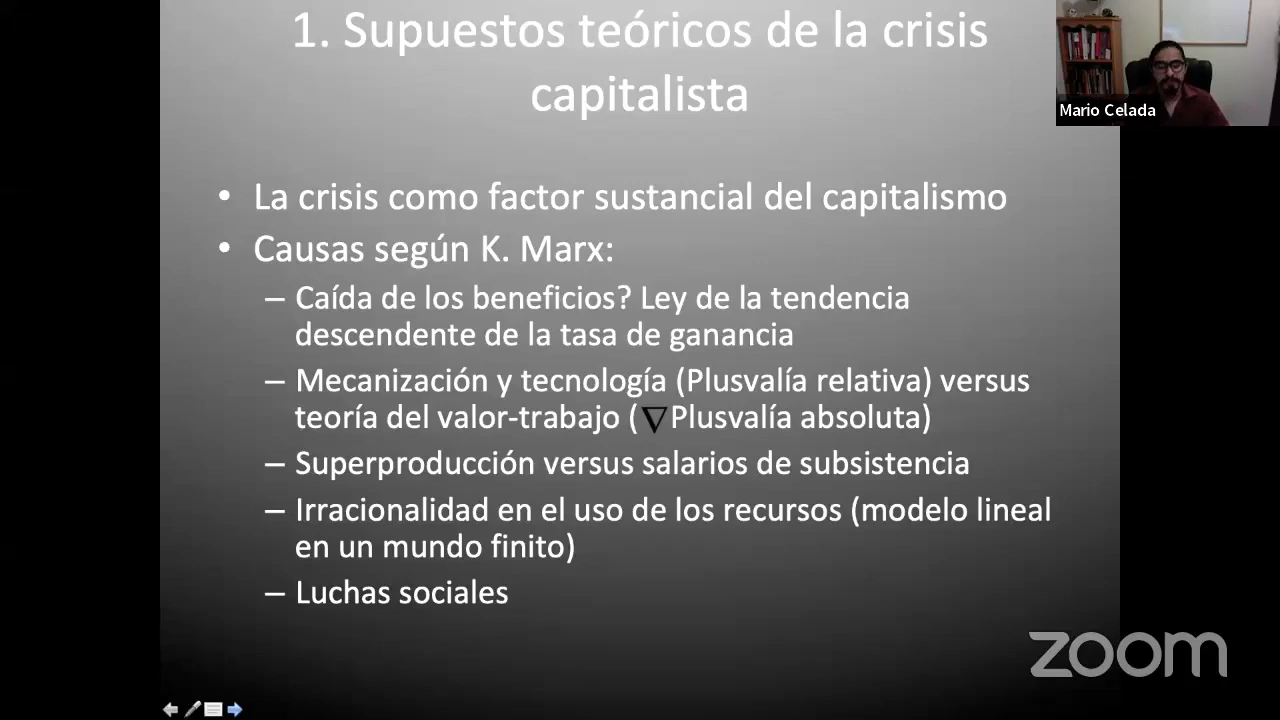 1. Supuestos teóricos de la crisis
capitalista
Mario Celada
• La crisis como factor sustancial del capitalismo
• Causas según K. Marx:
– Caída de los beneficios? Ley de la tendencia
descendente de la tasa de ganancia
– Mecanización y tecnología (Plusvalía relativa) versus
teoría del valor-trabajo (▽Plusvalía absoluta)
– Superproducción versus salarios de subsistencia
– Irracionalidad en el uso de los recursos (modelo lineal
en un mundo finito)
– Luchas sociales
zoom